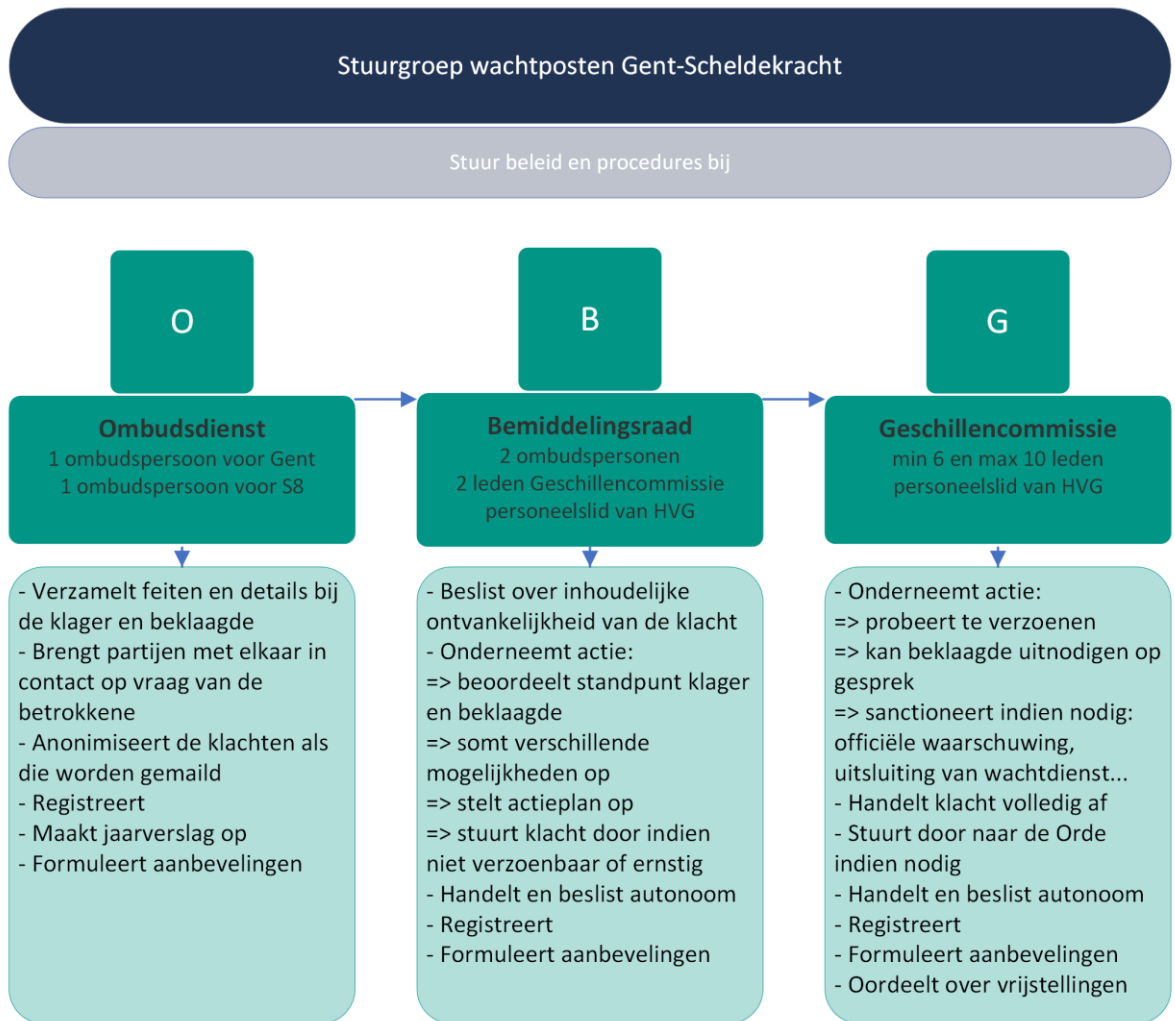 Stuurgroep wachtposten Gent-Scheldekracht
Stuur beleid en procedures bij
O
Ombudsdienst
1 ombudspersoon voor Gent
1 ombudspersoon voor S8
- Verzamelt feiten en details bij
de klager en beklaagde
- Brengt partijen met elkaar in
contact op vraag van de
betrokkene
- Anonimiseert de klachten als
die worden gemaild
- Registreert
- Maakt jaarverslag op
- Formuleert aanbevelingen
B
Bemiddelingsraad
2 ombudspersonen
2 leden Geschillencommissie
personeelslid van HVG
- Beslist over inhoudelijke
ontvankelijkheid van de klacht
- Onderneemt actie:
=> beoordeelt standpunt klager
en beklaagde
=> somt verschillende
mogelijkheden op
=> stelt actieplan op
=> stuurt klacht door indien
niet verzoenbaar of ernstig
- Handelt en beslist autonoom
- Registreert
- Formuleert aanbevelingen
G
Geschillencommissie
min 6 en max 10 leden
personeelslid van HVG
- Onderneemt actie:
=> probeert te verzoenen
=> kan beklaagde uitnodigen op
gesprek
=> sanctioneert indien nodig:
officiële waarschuwing,
uitsluiting van wachtdienst...
- Handelt klacht volledig af
- Stuurt door naar de Orde
indien nodig
- Handelt en beslist autonoom
- Registreert
- Formuleert aanbevelingen
- Oordeelt over vrijstellingen